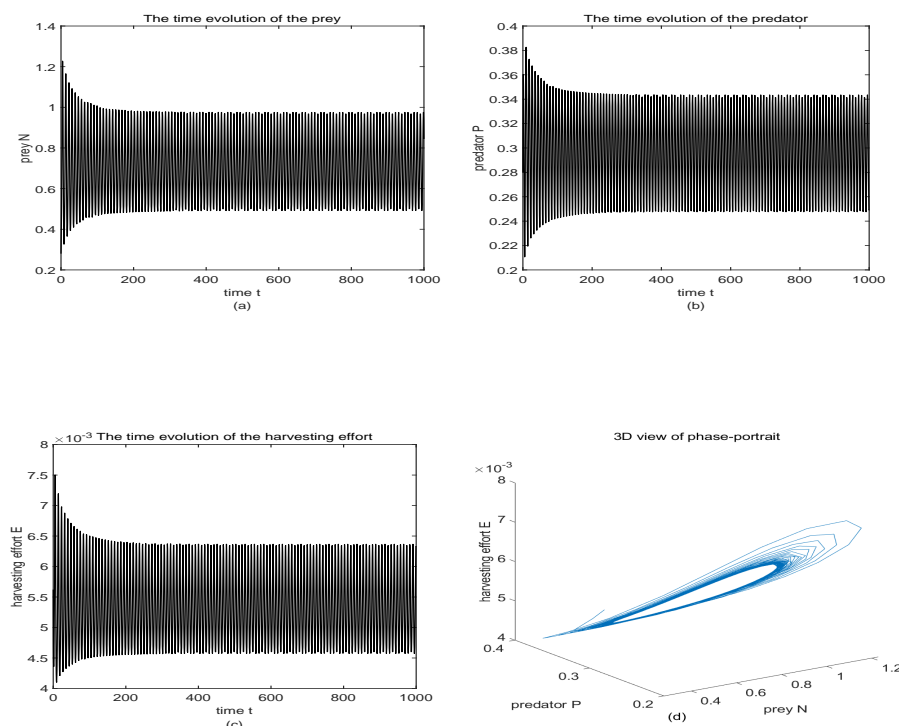 The time evolution of the prey
1.4
1.2
1
0.8
0.6
0.4
0.2
prey N
0 200 400 600 800 1000
time t
(a)
The time evolution of the predator
0.4
0.38
0.36
0.34
0.32
0.3
0.28
0.26
0.24
0.22
0.2
predator P
0 200 400 600 800 1000
time t
(b)
×10-3 The time evolution of the harvesting effort
8
7.5
7
6.5
6
5.5
5
4.5
4
harvesting effort E
0 200 400 600 800 1000
time t
(c)
3D view of phase-portrait
×10-3
8
7
6
5
4
harvesting effort E
0.4
0.3
0.2
predator P
0.4 0.6 0.8 1 1.2
prey N
(d)